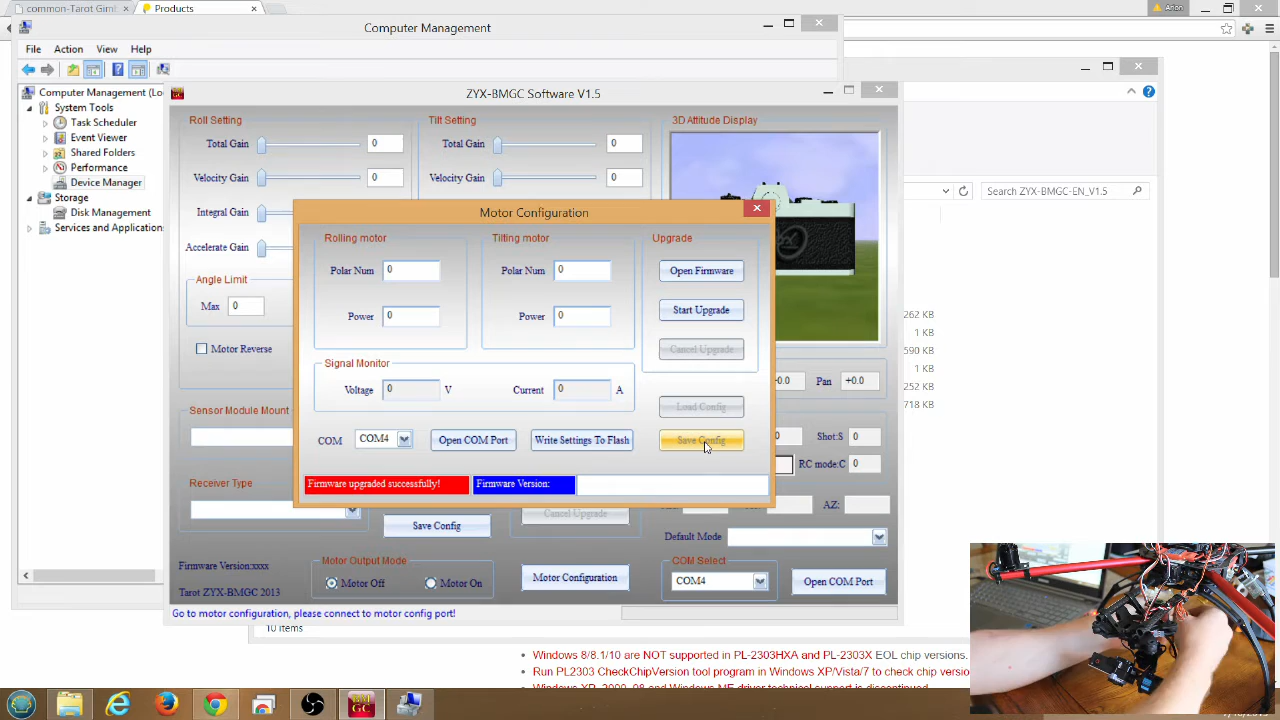 common-Tarot Gimb
Products
Arion
Computer Management
File Action View Help
Computer Management (Lo
System Tools
Task Scheduler
Event Viewer
Shared Folders
Performance
Device Manager
Storage
Disk Management
Services and Applications
ZYX-BMGC Software V1.5
Roll Setting
Total Gain 0
Velocity Gain 0
Integral Gain
Accelerate Gain
Tilt Setting
Total Gain 0
Velocity Gain 0
3D Attitude Display
Angle Limit
Max 0
Motor Reverse
Sensor Module Mount
Receiver Type
Save Config
Cancel Upgrade
Firmware Version:xxxx
Tarot ZYX-BMGC 2013
Motor Output Mode
Motor Off Motor On
Motor Configuration
+0.0 Pan +0.0
0 Shot:S 0
RC mode:C 0
AZ:
Default Mode
COM Select
COM4
Open COM Port
Go to motor configuration, please connect to motor config port!
Motor Configuration
Rolling motor
Polar Num 0
Power 0
Tilting motor
Polar Num 0
Power 0
Upgrade
Open Firmware
Start Upgrade
Cancel Upgrade
Signal Monitor
Voltage 0 V
Current 0 A
Load Config
COM COM4
Open COM Port
Write Settings To Flash
Save Config
Firmware upgraded successfully!
Firmware Version:
Search ZYX-BMGC-EN_V1.5
262 KB
1 KB
590 KB
1 KB
252 KB
718 KB
10 items
Windows 8/8.1/10 are NOT supported in PL-2303HXA and PL-2303X EOL chip versions.
Run PL2303 CheckChipVersion tool program in Windows XP/Vista/7 to check chip versio